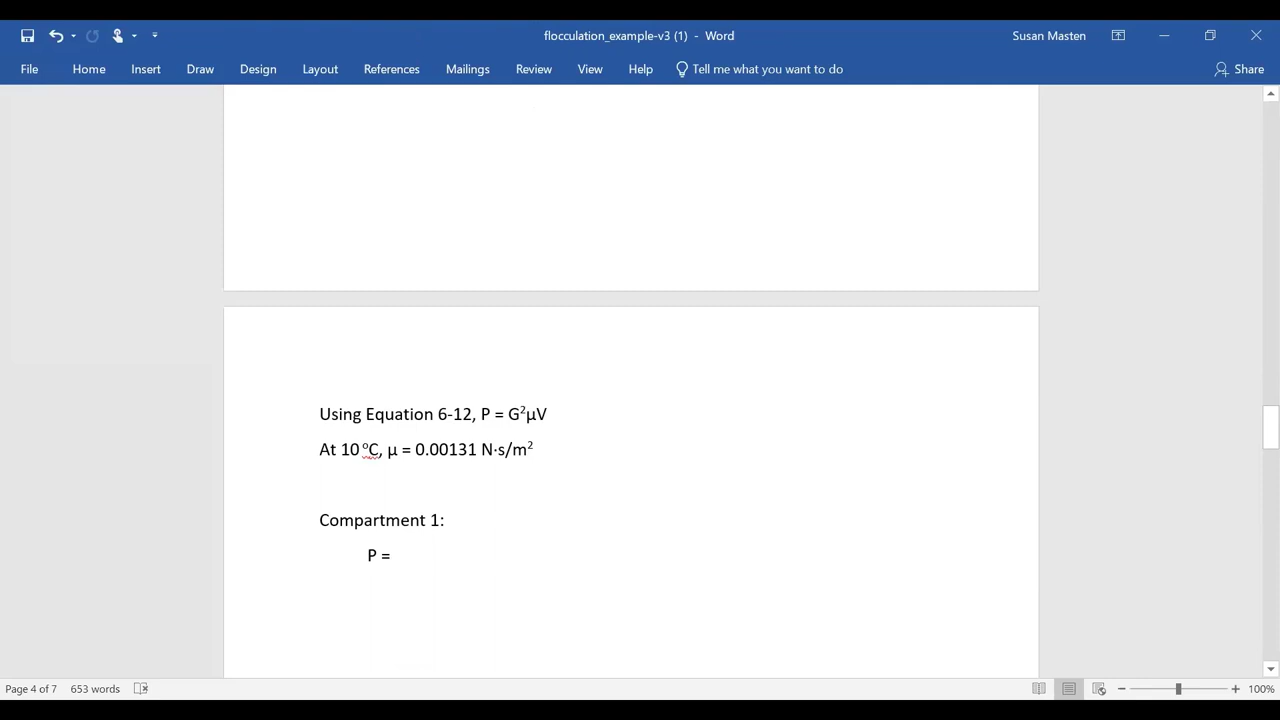 flocculation_example-v3 (1) - Word
Susan Masten
File Home Insert Draw Design Layout References Mailings Review View Help Tell me what you want to do Share
Using Equation 6-12, P = G²µV
At 10 ᵒC, µ = 0.00131 N·s/m²
Compartment 1:
P =
Page 4 of 7 653 words 100%